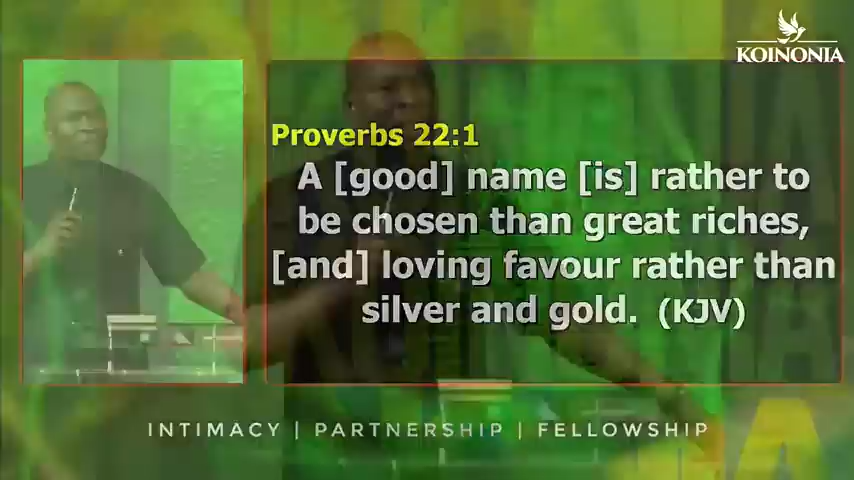 KOINONIA
Proverbs 22:1
A [good] name [is] rather to
be chosen than great riches,
[and] loving favour rather than
silver and gold. (KJV)
INTIMACY | PARTNERSHIP | FELLOWSHIP